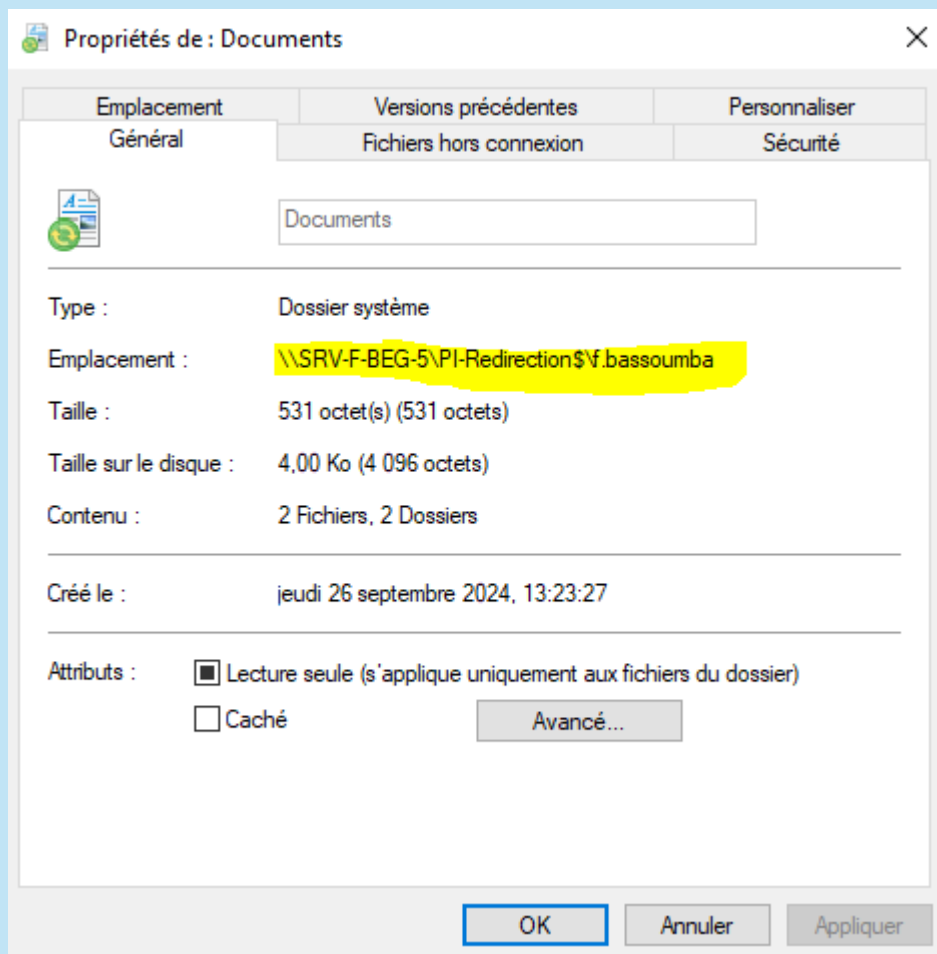 Propriétés de : Documents
Emplacement Versions précédentes Personnaliser
Général Fichiers hors connexion Sécurité
Documents
Type : Dossier système
Emplacement : \\SRV-F-BEG-5\PI-Redirection$\f.bassoumba
Taille : 531 octet(s) (531 octets)
Taille sur le disque : 4,00 Ko (4 096 octets)
Contenu : 2 Fichiers, 2 Dossiers
Créé le : jeudi 26 septembre 2024, 13:23:27
Attributs : Lecture seule (s'applique uniquement aux fichiers du dossier)
Caché Avancé...
OK Annuler Appliquer